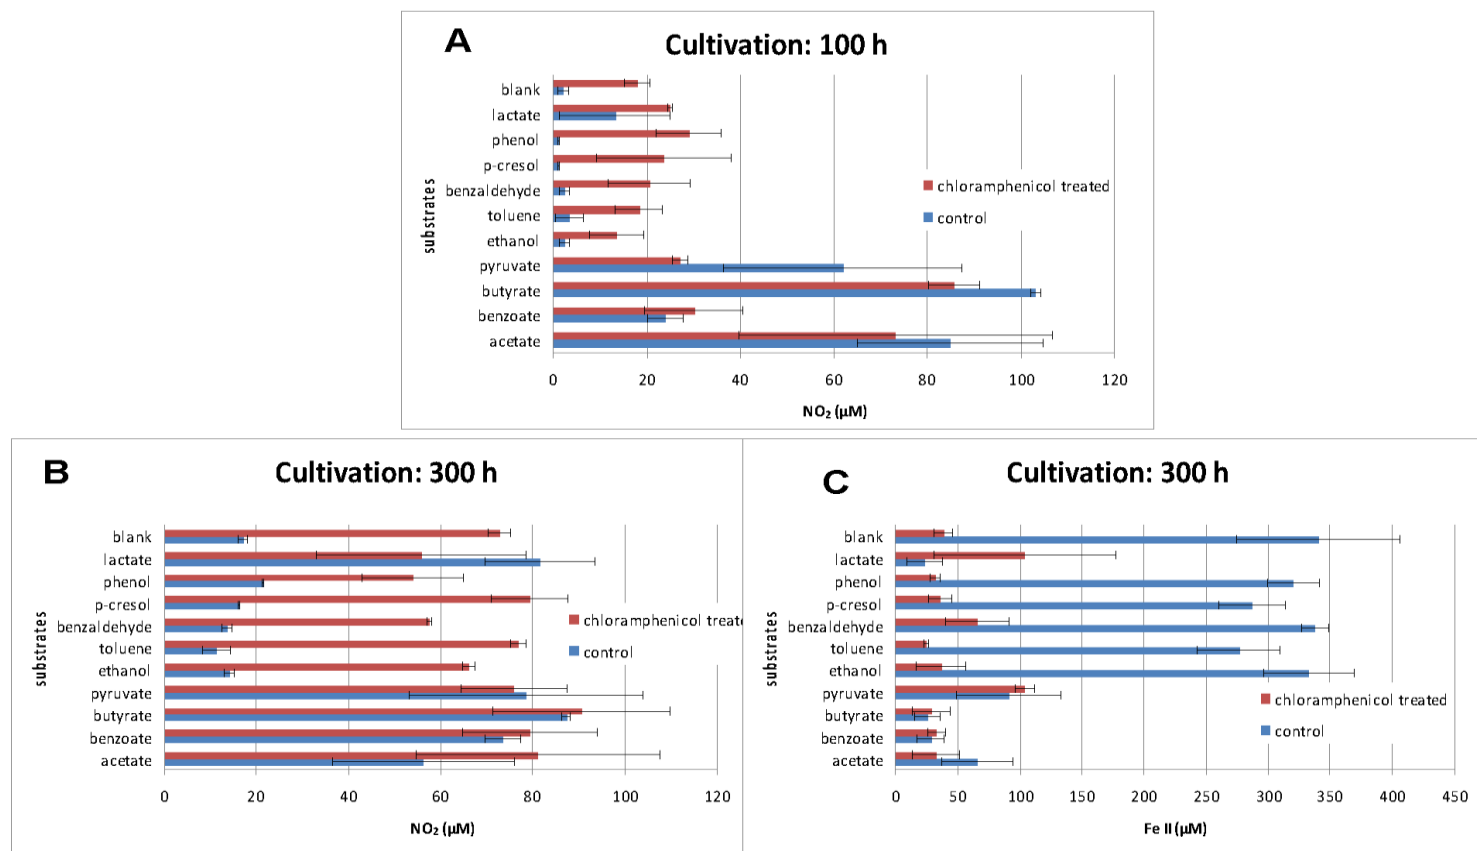 A
Cultivation: 100 h
substrates
blank
lactate
phenol
p-cresol
benzaldehyde
toluene
ethanol
pyruvate
butyrate
benzoate
acetate
chloramphenicol treated
control
0 20 40 60 80 100 120
NO₂ (µM)
B
Cultivation: 300 h
substrates
blank
lactate
phenol
p-cresol
benzaldehyde
toluene
ethanol
pyruvate
butyrate
benzoate
acetate
chloramphenicol treate
control
0 20 40 60 80 100 120
NO₂ (µM)
C
Cultivation: 300 h
substrates
blank
lactate
phenol
p-cresol
benzaldehyde
toluene
ethanol
pyruvate
butyrate
benzoate
acetate
chloramphenicol treated
control
0 50 100 150 200 250 300 350 400 450
Fe II (µM)